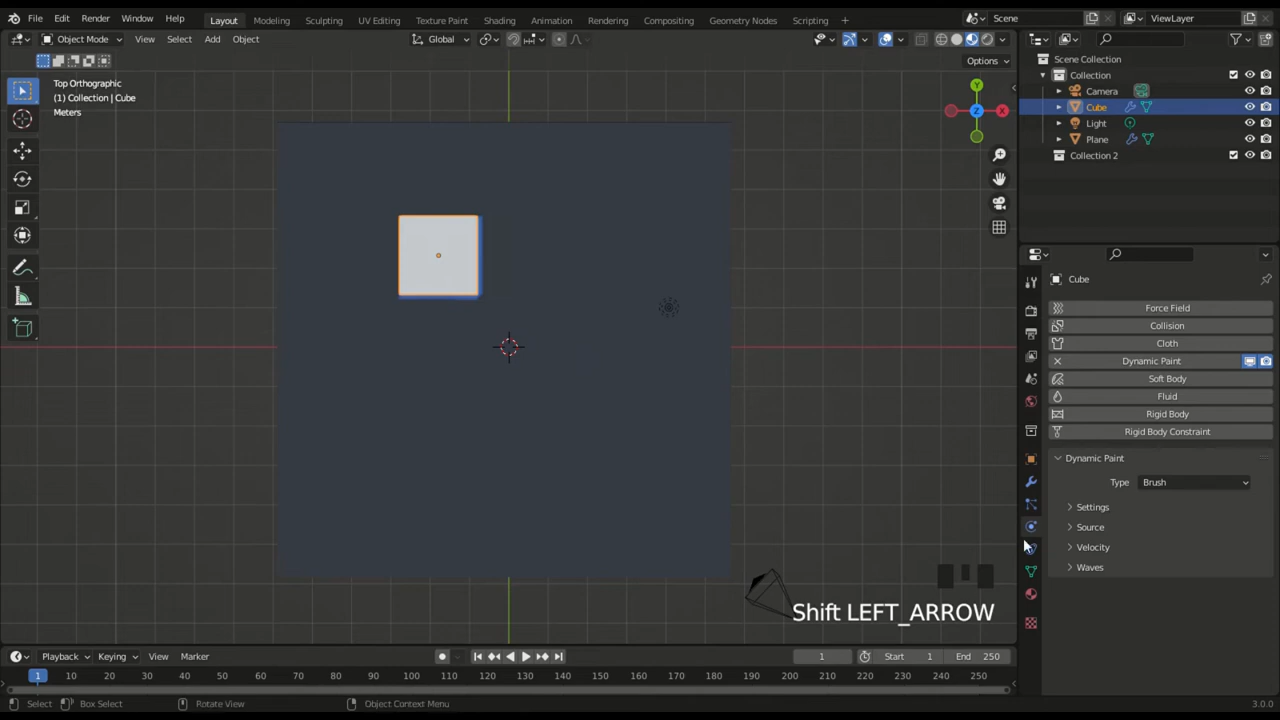 File Edit Render Window Help Layout Modeling Sculpting UV Editing Texture Paint Shading Animation Rendering Compositing Geometry Nodes Scripting + Scene ViewLayer
Object Mode View Select Add Object Global
Options
Top Orthographic
(1) Collection | Cube
Meters
Y
X
Z
Scene Collection
Collection
Camera
Cube
Light
Plane
Collection 2
Cube
Force Field
Collision
Cloth
Dynamic Paint
Soft Body
Fluid
Rigid Body
Rigid Body Constraint
Dynamic Paint
Type Brush
Settings
Source
Velocity
Waves
Shift LEFT_ARROW
Playback Keying View Marker 1 Start 1 End 250
1 10 20 30 40 50 60 70 80 90 100 110 120 130 140 150 160 170 180 190 200 210 220 230 240 250
Select Box Select Rotate View Object Context Menu 3.0.0